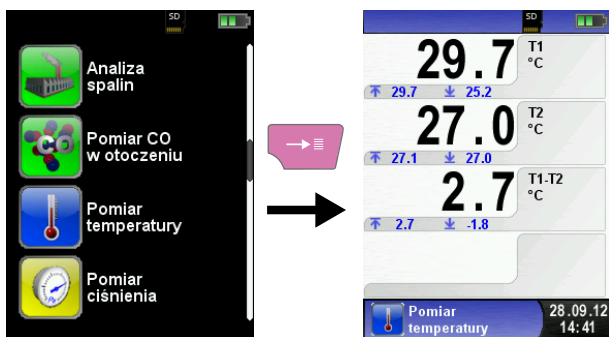 SD
Analiza
spalin
CO
Pomiar CO
w otoczeniu
Pomiar
temperatury
Pomiar
ciśnienia
SD
29.7 T1
°C
29.7 25.2
27.0 T2
°C
27.1 27.0
2.7 T1-T2
°C
2.7 -1.8
Pomiar
temperatury
28.09.12
14:41